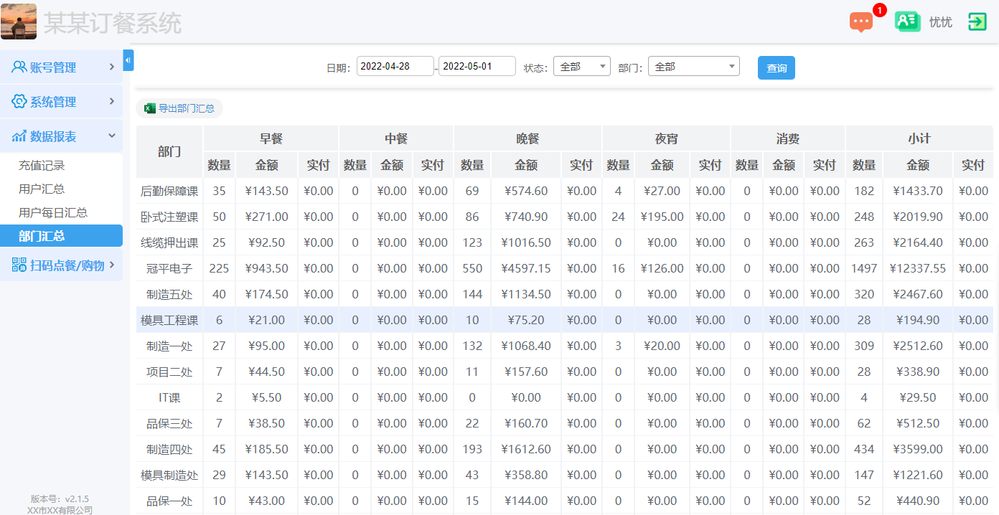 某某订餐系统
1
忧忧
账号管理
系统管理
数据报表
充值记录
用户汇总
用户每日汇总
部门汇总
扫码点餐/购物
版本号：v2.1.5
XX市XX有限公司
日期： 2022-04-28 - 2022-05-01 状态： 全部 部门： 全部 查询
导出部门汇总
部门 早餐 中餐 晚餐 夜宵 消费 小计
数量 金额 实付 数量 金额 实付 数量 金额 实付 数量 金额 实付 数量 金额 实付 数量 金额 实付
后勤保障课 35 ¥143.50 ¥0.00 0 ¥0.00 ¥0.00 69 ¥574.60 ¥0.00 4 ¥27.00 ¥0.00 0 ¥0.00 ¥0.00 182 ¥1433.70 ¥0.00
卧式注塑课 50 ¥271.00 ¥0.00 0 ¥0.00 ¥0.00 86 ¥740.90 ¥0.00 24 ¥195.00 ¥0.00 0 ¥0.00 ¥0.00 248 ¥2019.90 ¥0.00
线缆押出课 25 ¥92.50 ¥0.00 0 ¥0.00 ¥0.00 123 ¥1016.50 ¥0.00 0 ¥0.00 ¥0.00 0 ¥0.00 ¥0.00 263 ¥2164.40 ¥0.00
冠平电子 225 ¥943.50 ¥0.00 0 ¥0.00 ¥0.00 550 ¥4597.15 ¥0.00 16 ¥126.00 ¥0.00 0 ¥0.00 ¥0.00 1497 ¥12337.55 ¥0.00
制造五处 40 ¥174.50 ¥0.00 0 ¥0.00 ¥0.00 144 ¥1134.50 ¥0.00 0 ¥0.00 ¥0.00 0 ¥0.00 ¥0.00 320 ¥2467.60 ¥0.00
模具工程课 6 ¥21.00 ¥0.00 0 ¥0.00 ¥0.00 10 ¥75.20 ¥0.00 0 ¥0.00 ¥0.00 0 ¥0.00 ¥0.00 28 ¥194.90 ¥0.00
制造一处 27 ¥95.00 ¥0.00 0 ¥0.00 ¥0.00 132 ¥1068.40 ¥0.00 3 ¥20.00 ¥0.00 0 ¥0.00 ¥0.00 309 ¥2512.60 ¥0.00
项目二处 7 ¥44.50 ¥0.00 0 ¥0.00 ¥0.00 11 ¥157.60 ¥0.00 0 ¥0.00 ¥0.00 0 ¥0.00 ¥0.00 28 ¥338.90 ¥0.00
IT课 2 ¥5.50 ¥0.00 0 ¥0.00 ¥0.00 0 ¥0.00 ¥0.00 0 ¥0.00 ¥0.00 0 ¥0.00 ¥0.00 4 ¥29.50 ¥0.00
品保三处 7 ¥38.50 ¥0.00 0 ¥0.00 ¥0.00 22 ¥160.70 ¥0.00 0 ¥0.00 ¥0.00 0 ¥0.00 ¥0.00 62 ¥512.50 ¥0.00
制造四处 45 ¥185.50 ¥0.00 0 ¥0.00 ¥0.00 193 ¥1612.60 ¥0.00 0 ¥0.00 ¥0.00 0 ¥0.00 ¥0.00 434 ¥3599.00 ¥0.00
模具制造处 29 ¥143.50 ¥0.00 0 ¥0.00 ¥0.00 43 ¥358.80 ¥0.00 0 ¥0.00 ¥0.00 0 ¥0.00 ¥0.00 147 ¥1221.60 ¥0.00
品保一处 10 ¥43.00 ¥0.00 0 ¥0.00 ¥0.00 15 ¥144.00 ¥0.00 0 ¥0.00 ¥0.00 0 ¥0.00 ¥0.00 52 ¥440.90 ¥0.00